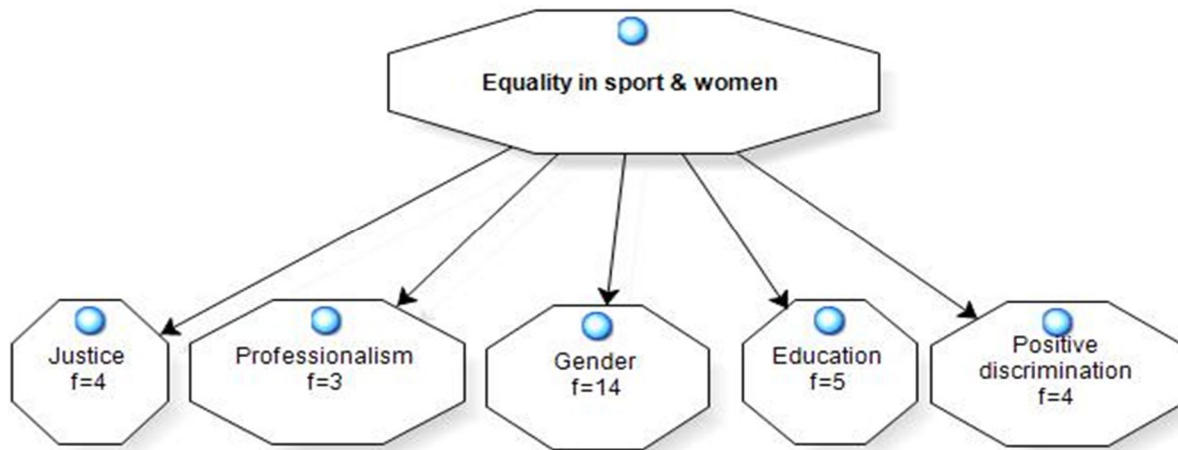 Equality in sport & women
Justice
f=4
Professionalism
f=3
Gender
f=14
Education
f=5
Positive
discrimination
f=4